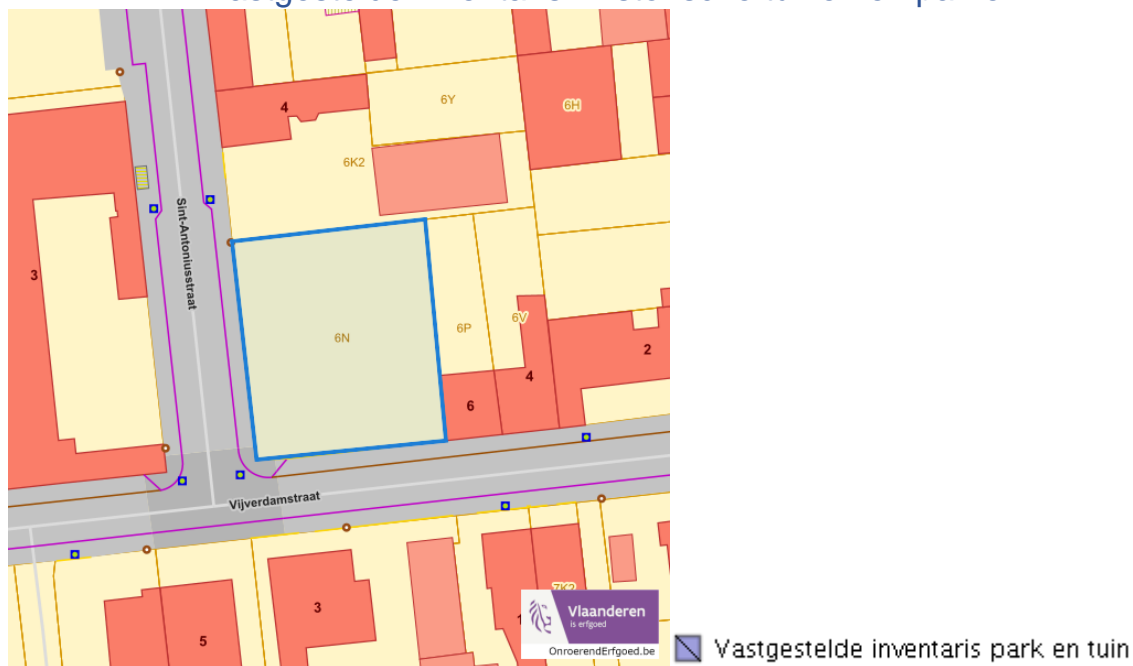 4
6Y
6H
6K2
Sint-Antoniusstraat
3
6N
6P
6V
2
4
6
Vijverdamstraat
3
5
7K2
Vlaanderen
is erfgoed
OnroerendErfgoed.be
Vastgestelde inventaris park en tuin